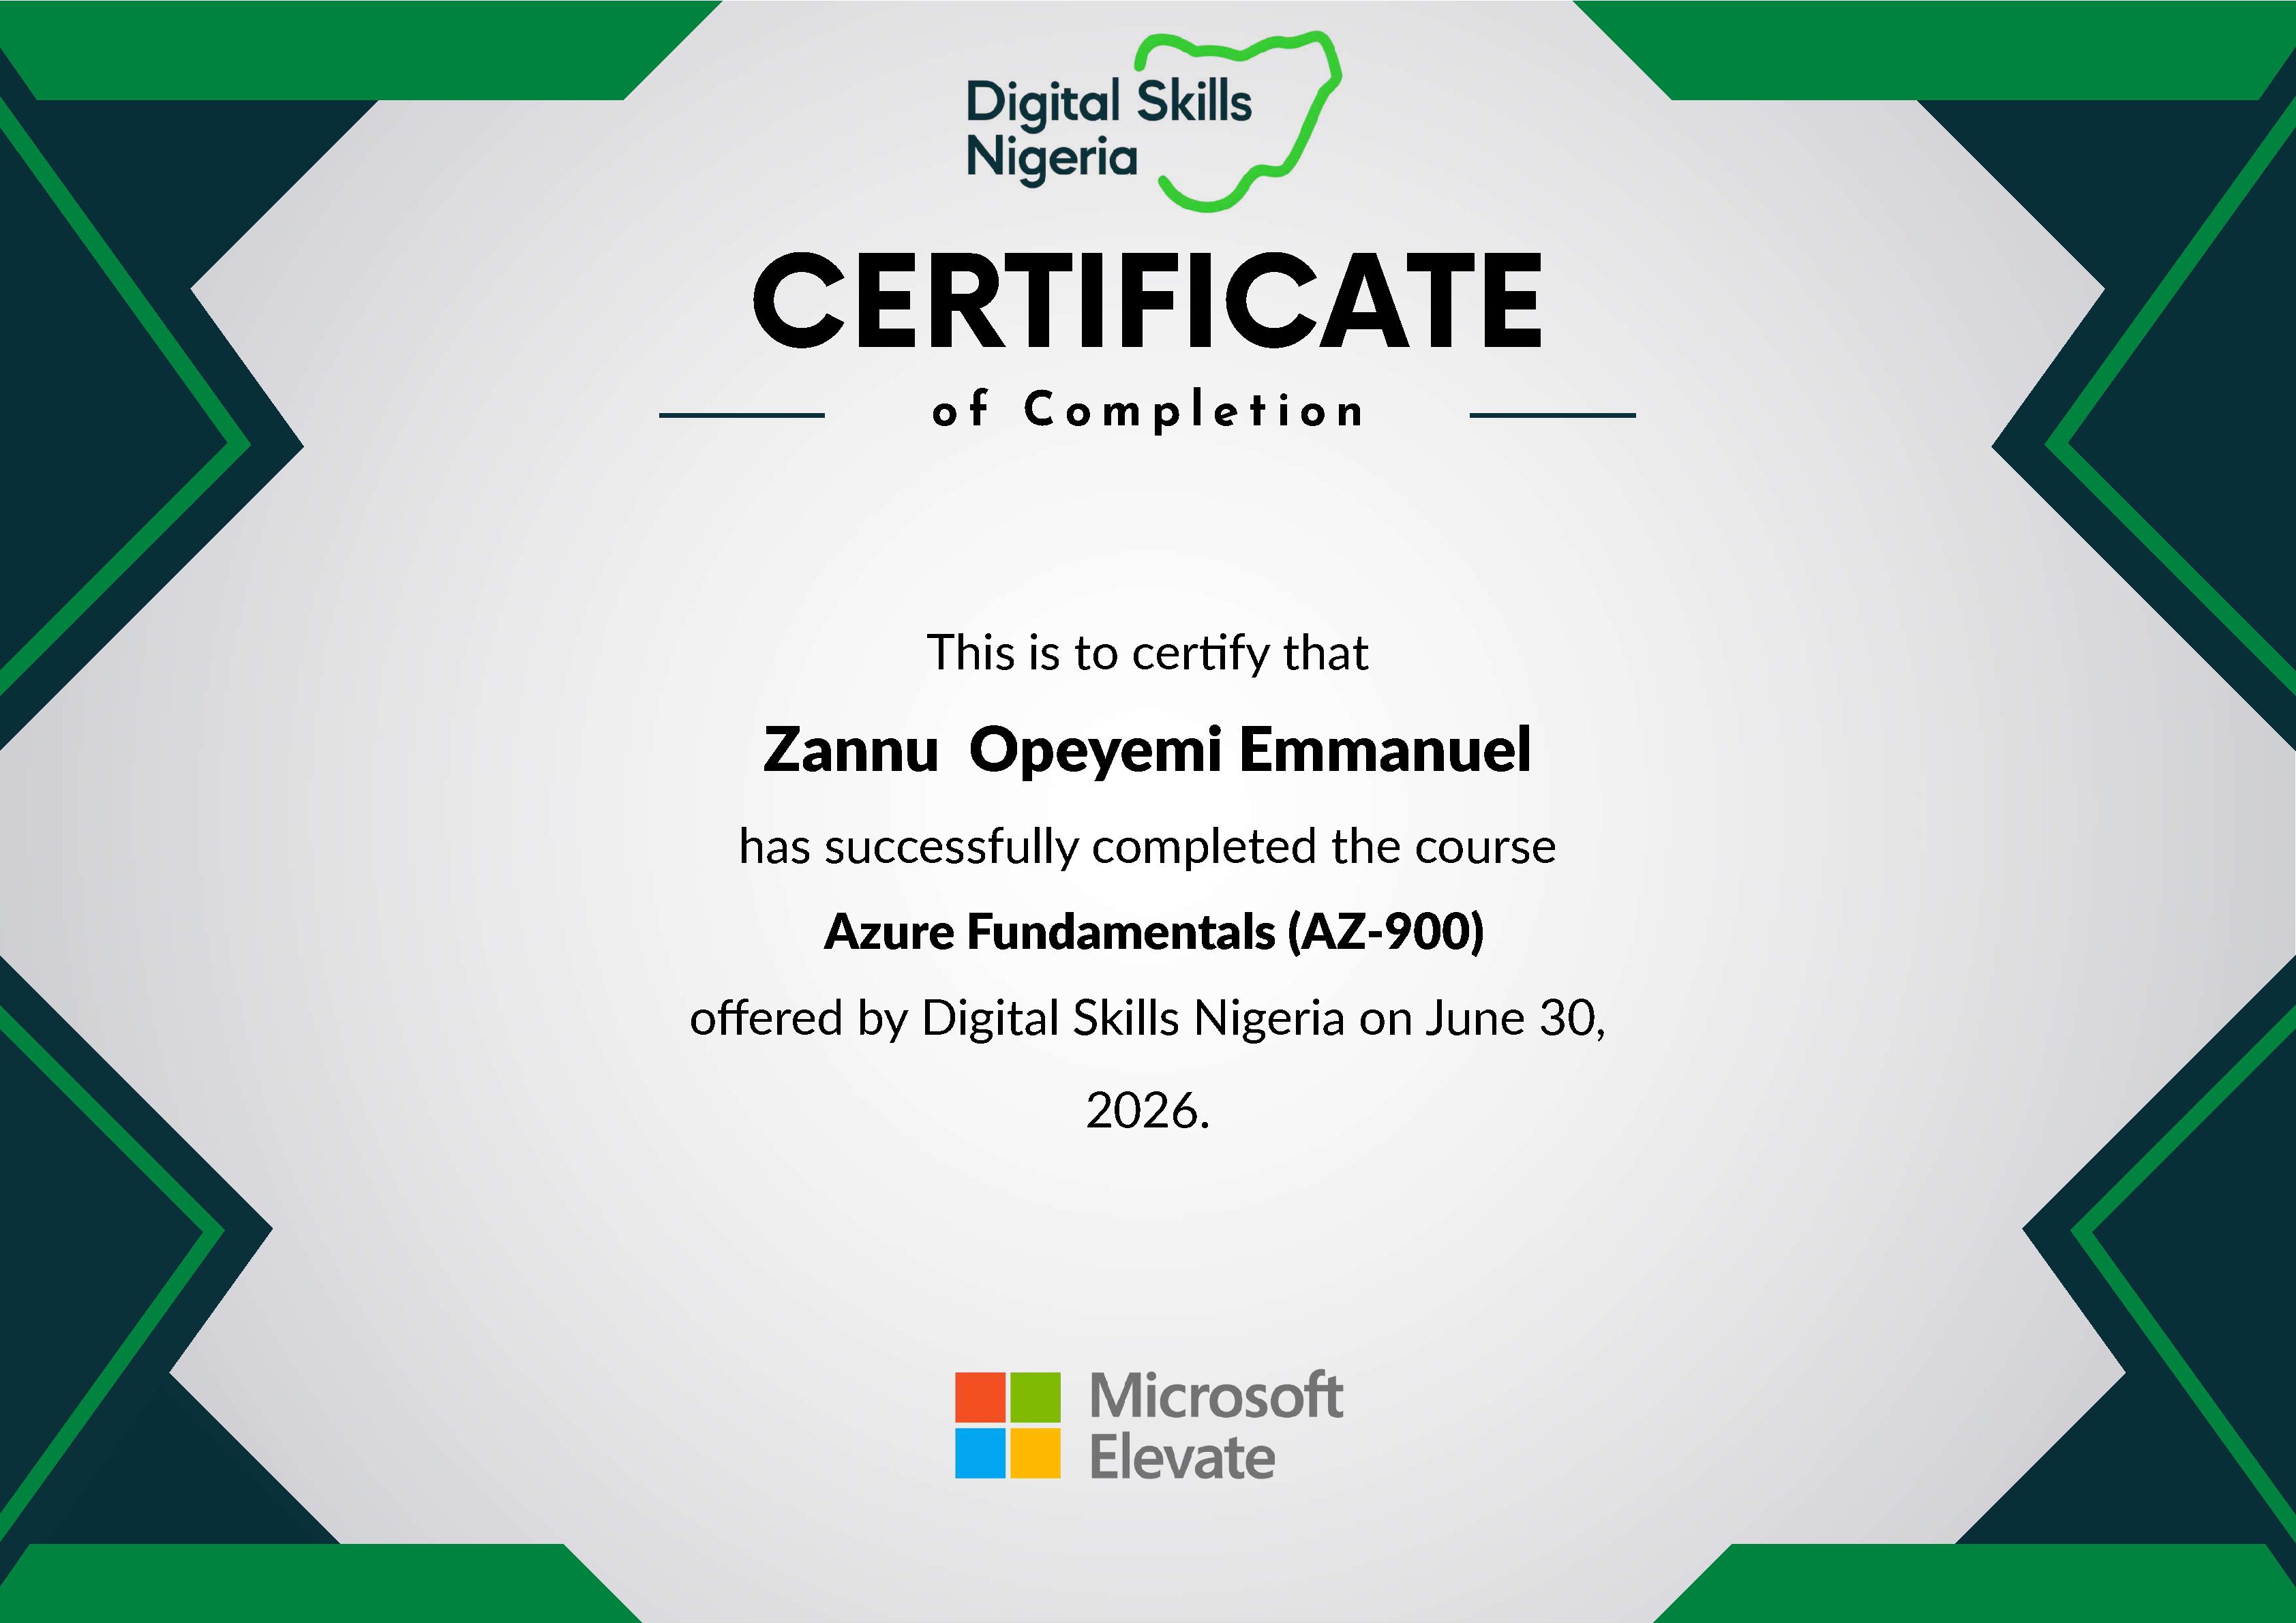 Digital Skills
Nigeria
CERTIFICATE
of Completion
This is to certify that
Zannu  Opeyemi Emmanuel
has successfully completed the course
Azure Fundamentals (AZ-900)
offered by Digital Skills Nigeria on June 30,
2026.
Microsoft
Elevate